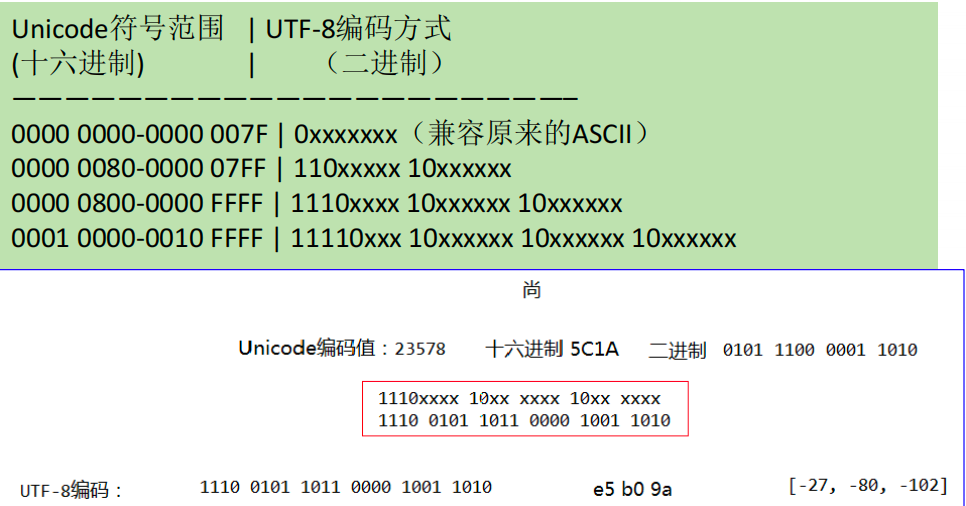 Unicode符号范围 | UTF-8编码方式
(十六进制) | （二进制）
—————————————————————–
0000 0000-0000 007F | 0xxxxxxx（兼容原来的ASCII）
0000 0080-0000 07FF | 110xxxxx 10xxxxxx
0000 0800-0000 FFFF | 1110xxxx 10xxxxxx 10xxxxxx
0001 0000-0010 FFFF | 11110xxx 10xxxxxx 10xxxxxx 10xxxxxx
尚
Unicode编码值：23578 十六进制 5C1A 二进制 0101 1100 0001 1010
1110xxxx 10xx xxxx 10xx xxxx
1110 0101 1011 0000 1001 1010
UTF-8编码： 1110 0101 1011 0000 1001 1010 e5 b0 9a [-27, -80, -102]